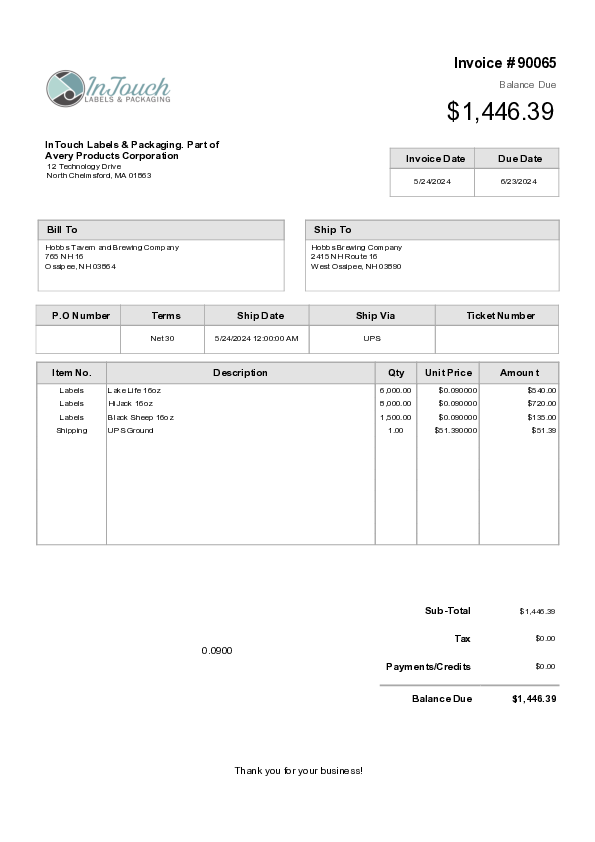 Invoice #90065
Balance Due
$1,446.39
InTouch
LABELS & PACKAGING
InTouch Labels & Packaging. Part of
Avery Products Corporation
12 Technology Drive
North Chelmsford, MA 01863
Invoice Date Due Date
5/24/2024 6/23/2024
Bill To
Hobbs Tavern and Brewing Company
765 NH 16
Ossipee, NH 03864
Ship To
Hobbs Brewing Company
2415 NH Route 16
West Ossipee, NH 03890
P.O Number Terms Ship Date Ship Via Ticket Number
Net 30 5/24/2024 12:00:00 AM UPS
Item No. Description Qty Unit Price Amount
Labels Lake Life 16oz 6,000.00 $0.090000 $540.00
Labels HiJack 16oz 8,000.00 $0.090000 $720.00
Labels Black Sheep 16oz 1,500.00 $0.090000 $135.00
Shipping UPS Ground 1.00 $51.390000 $51.39
Sub-Total $1,446.39
Tax $0.00
0.0900
Payments/Credits $0.00
Balance Due $1,446.39
Thank you for your business!